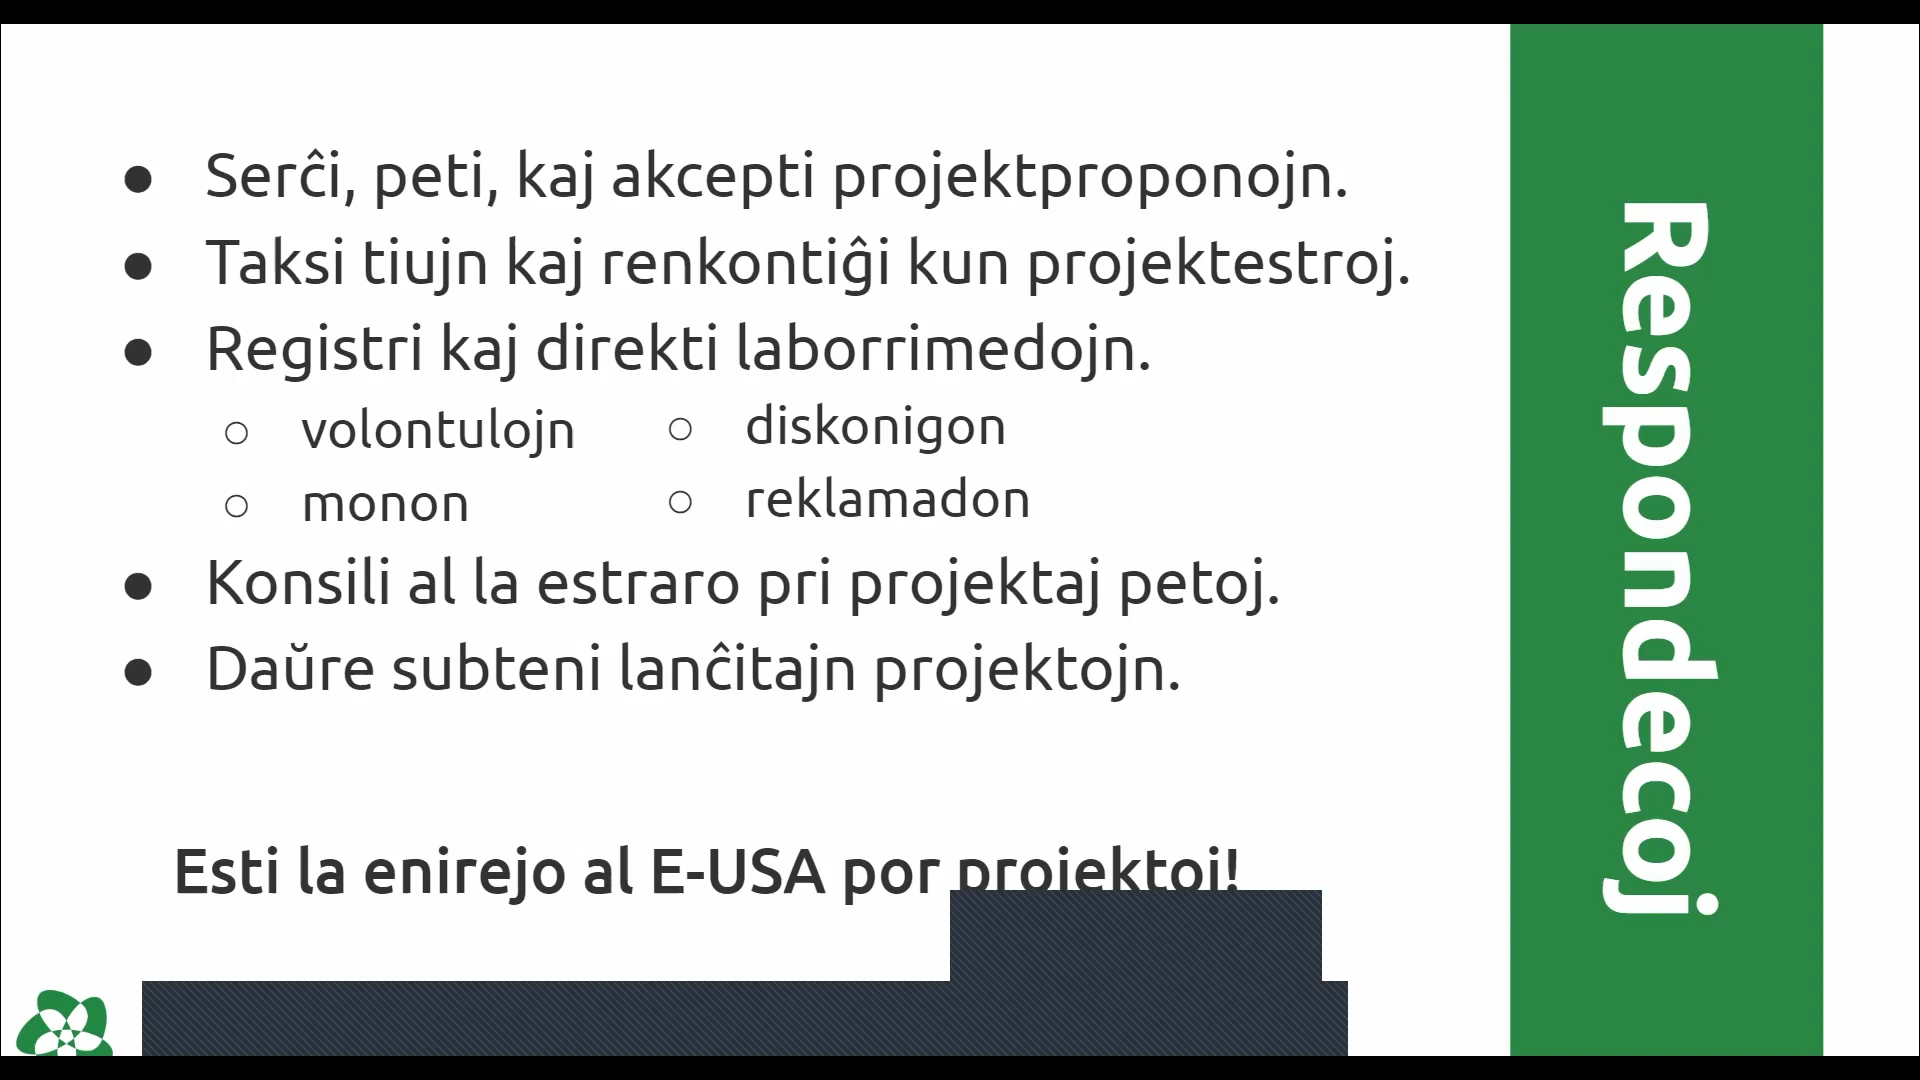 Serĉi, peti, kaj akcepti projektproponojn.
Taksi tiujn kaj renkontiĝi kun projektestroj.
Registri kaj direkti laborrimedojn.
volontulojn
monon
diskonigon
reklamadon
Konsili al la estraro pri projektaj petoj.
Daŭre subteni lanĉitajn projektojn.
Esti la enirejo al E-USA por projektoj!
Respondecoj